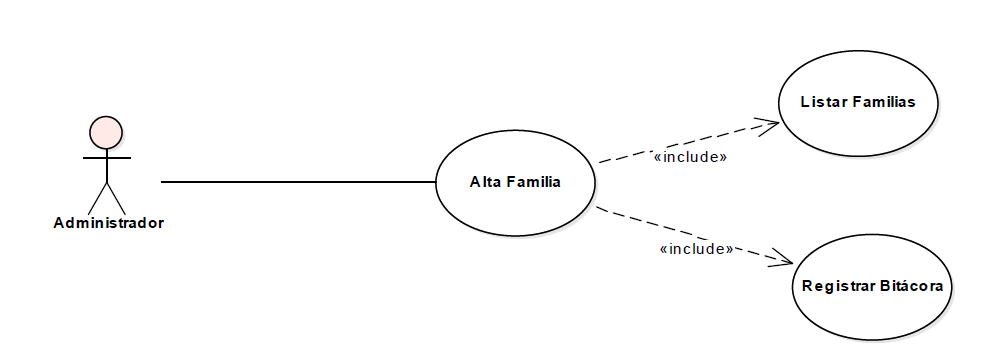 Listar Familias
«include»
Alta Familia
Administrador
«include»
Registrar Bitácora